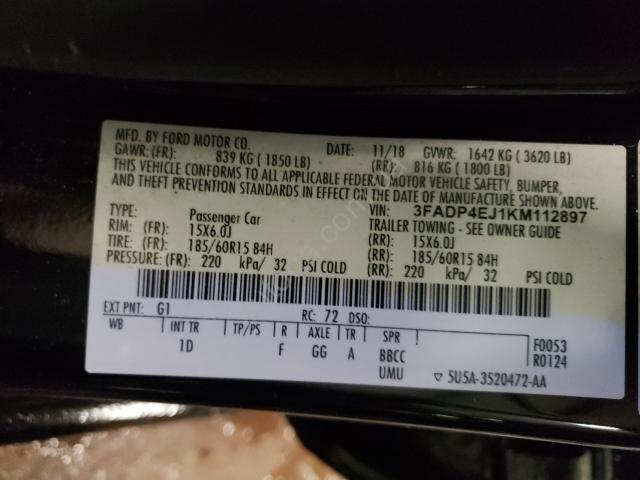 MFD. BY FORD MOTOR CO. DATE: 11/18 GVWR: 1642 KG ( 3620 LB)
GAWR: (FR): 839 KG ( 1850 LB) (RR): 816 KG ( 1800 LB)
THIS VEHICLE CONFORMS TO ALL APPLICABLE FEDERAL MOTOR VEHICLE SAFETY, BUMPER,
AND THEFT PREVENTION STANDARDS IN EFFECT ON THE DATE OF MANUFACTURE SHOWN ABOVE.
VIN: 3FADP4EJ1KM112897
TYPE: Passenger Car TRAILER TOWING - SEE OWNER GUIDE
RIM: (FR): 15X6.0J (RR): 15X6.0J
TIRE: (FR): 185/60R15 84H (RR): 185/60R15 84H
PRESSURE: (FR): 220 kPa/ 32 PSI COLD (RR): 220 kPa/ 32 PSI COLD
EXT PNT: G1 RC: 72 DSO:
WB INT TR TP/PS R AXLE TR SPR F0053
1D F GG A BBCC R0124
UMU ▽ 5U5A-3520472-AA